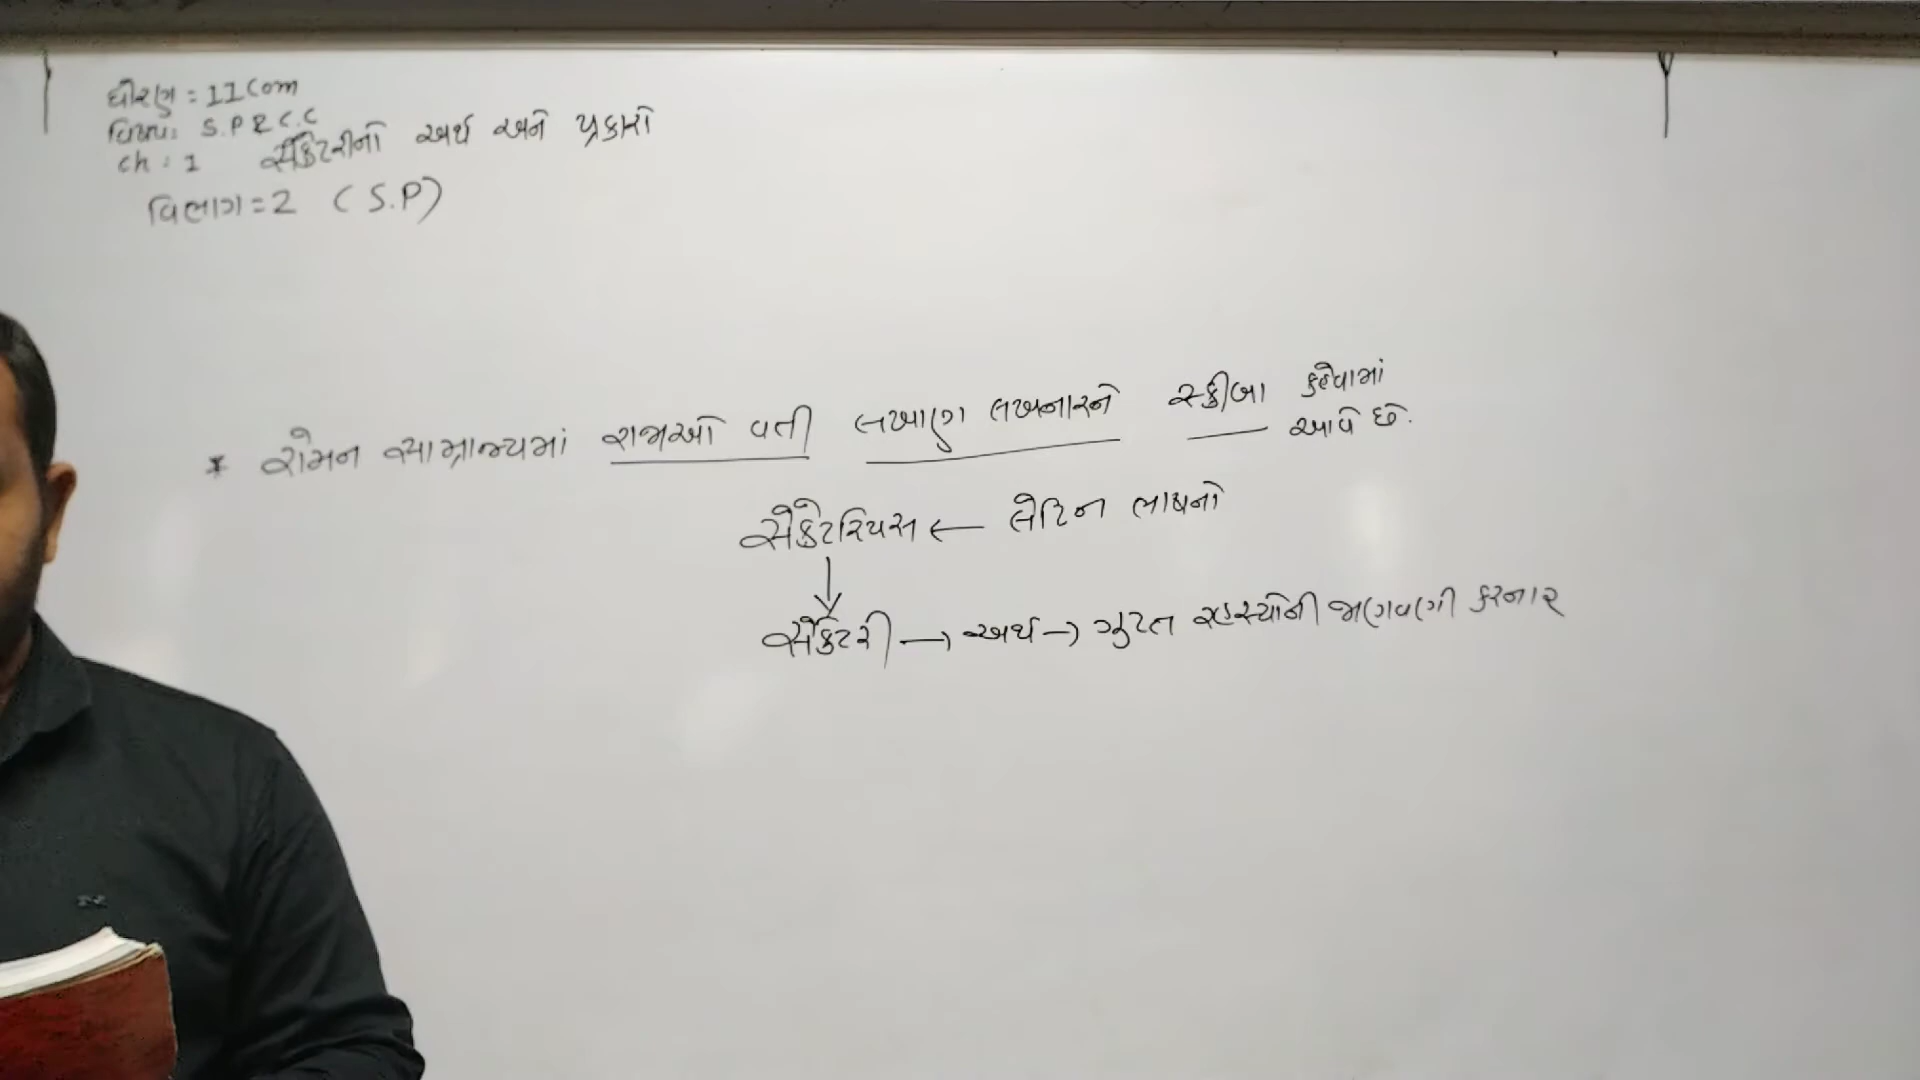 ધોરણ : 11 Com
વિષય : S.P & C.C
ch : 1 સેક્રેટરીનો અર્થ અને પ્રકારો
વિભાગ = 2 (S.P)
* રોમન સામ્રાજ્યમાં રાજાઓ વતી લખાણ લખનારને સ્ક્રીબા કહેવામાં
આવે છે.
સેક્રેટરિયસ ← લેટિન ભાષાનો
↓
સેક્રેટરી → અર્થ → ગુપ્ત રહસ્યોની જાળવણી કરનાર